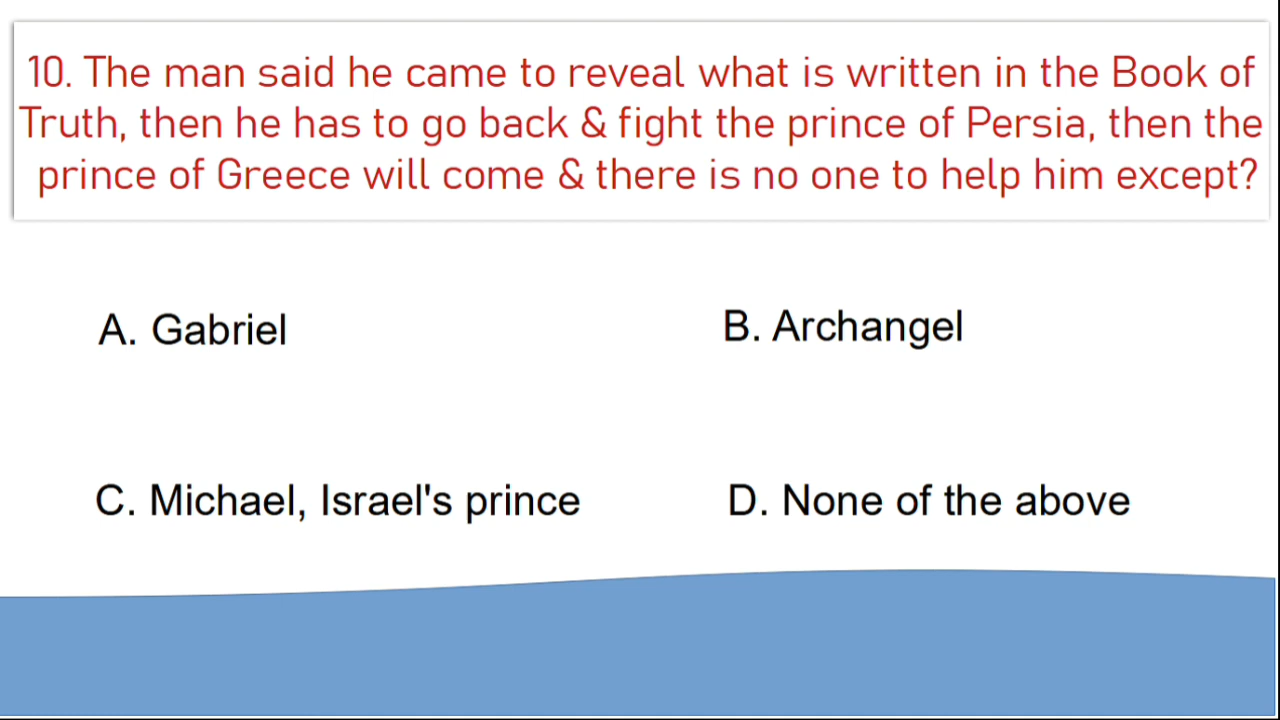 10. The man said he came to reveal what is written in the Book of
Truth, then he has to go back & fight the prince of Persia, then the
prince of Greece will come & there is no one to help him except?
A. Gabriel
B. Archangel
C. Michael, Israel's prince
D. None of the above